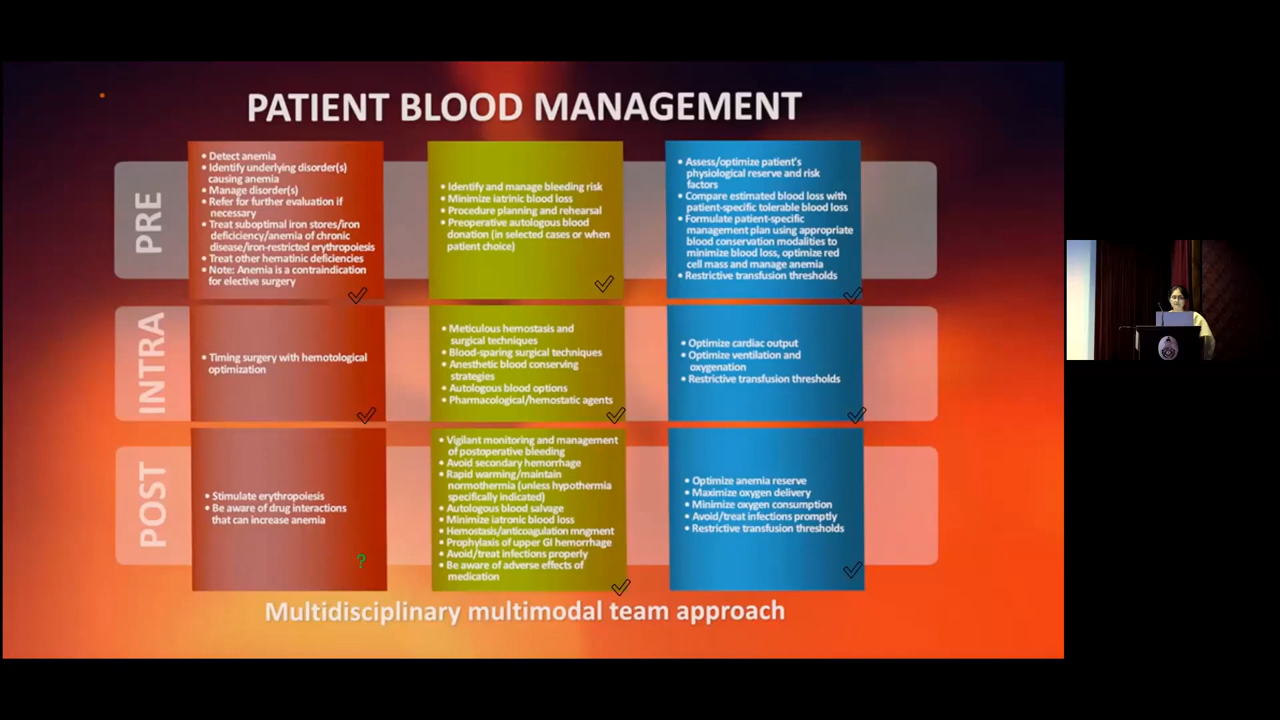 PATIENT BLOOD MANAGEMENT
PRE
• Detect anemia
• Identify underlying disorder(s)
causing anemia
• Manage disorder(s)
• Refer for further evaluation if
necessary
• Treat suboptimal iron stores/iron
deficiciency/anemia of chronic
disease/iron-restricted erythropoiesis
• Treat other hematinic deficiencies
• Note: Anemia is a contraindication
for elective surgery
• Identify and manage bleeding risk
• Minimize iatrinic blood loss
• Procedure planning and rehearsal
• Preoperative autologous blood
donation (in selected cases or when
patient choice)
• Assess/optimize patient's
physiological reserve and risk
factors
• Compare estimated blood loss with
patient-specific tolerable blood loss
• Formulate patient-specific
management plan using appropriate
blood conservation modalities to
minimize blood loss, optimize red
cell mass and manage anemia
• Restrictive transfusion thresholds
INTRA
• Timing surgery with hemotological
optimization
• Meticulous hemostasis and
surgical techniques
• Blood-sparing surgical techniques
• Anesthetic blood conserving
strategies
• Autologous blood options
• Pharmacological/hemostatic agents
• Optimize cardiac output
• Optimize ventilation and
oxygenation
• Restrictive transfusion thresholds
POST
• Stimulate erythropoiesis
• Be aware of drug interactions
that can increase anemia
?
• Vigilant monitoring and management
of postoperative bleeding
• Avoid secondary hemorrhage
• Rapid warming/maintain
normothermia (unless hypothermia
specifically indicated)
• Autologous blood salvage
• Minimize iatronic blood loss
• Hemostasis/anticoagulation mngment
• Prophylaxis of upper GI hemorrhage
• Avoid/treat infections properly
• Be aware of adverse effects of
medication
• Optimize anemia reserve
• Maximize oxygen delivery
• Minimize oxygen consumption
• Avoid/treat infections promptly
• Restrictive transfusion thresholds
Multidisciplinary multimodal team approach